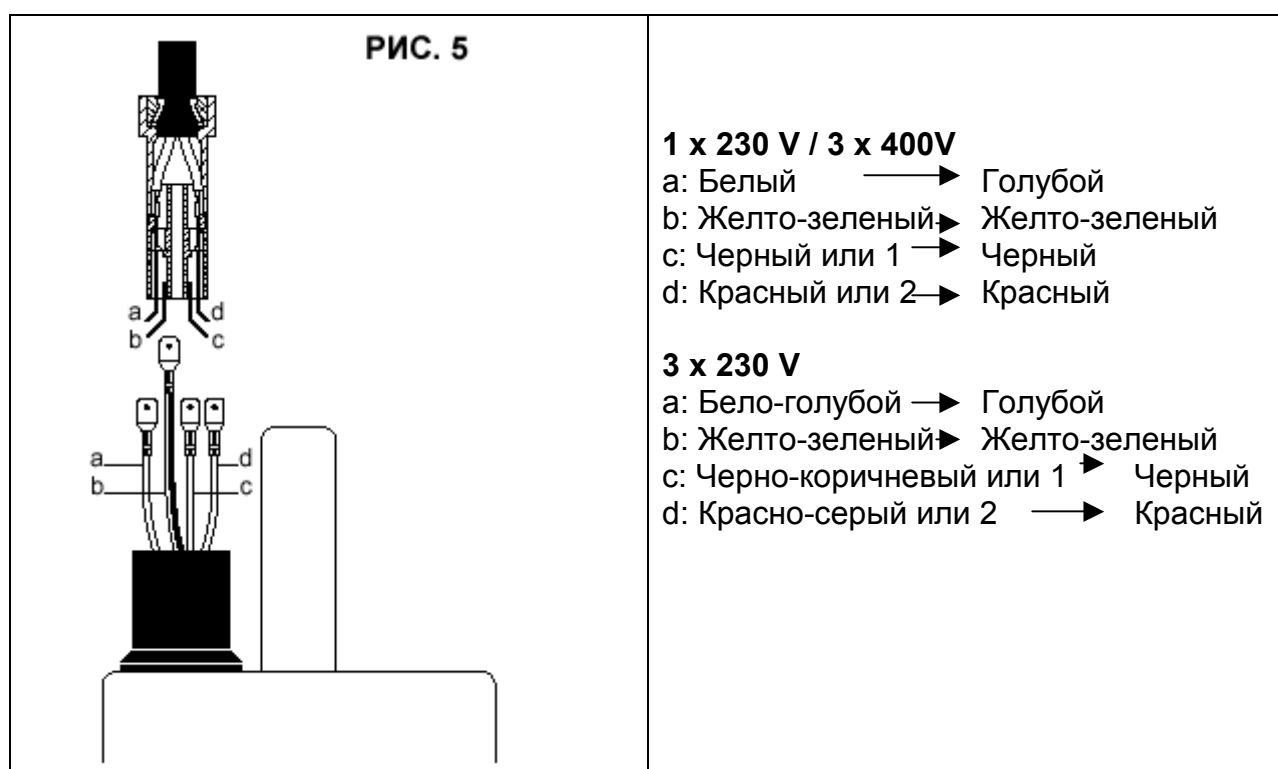 РИС. 5
a d
b c
a d
b c
1 x 230 V / 3 x 400V
a: Белый → Голубой
b: Желто-зеленый → Желто-зеленый
c: Черный или 1 → Черный
d: Красный или 2 → Красный
3 x 230 V
a: Бело-голубой → Голубой
b: Желто-зеленый → Желто-зеленый
c: Черно-коричневый или 1 → Черный
d: Красно-серый или 2 → Красный